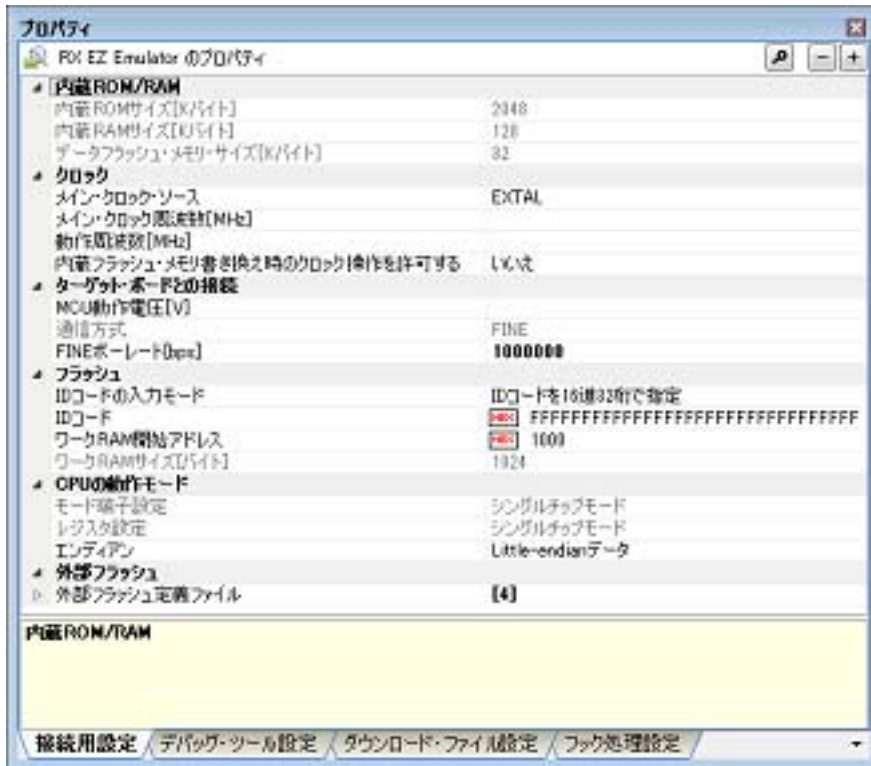 プロパティ
RX EZ Emulator のプロパティ
内蔵ROM/RAM
内蔵ROMサイズ[Kバイト] 2048
内蔵RAMサイズ[Kバイト] 128
データフラッシュ・メモリ・サイズ[Kバイト] 32
クロック
メイン・クロック・ソース EXTAL
メイン・クロック周波数[MHz]
動作周波数[MHz]
内蔵フラッシュ・メモリ書き換え時のクロック操作を許可する いいえ
ターゲット・ボードとの接続
MCU動作電圧[V]
通信方式 FINE
FINEボーレート[bps] 1000000
フラッシュ
IDコードの入力モード IDコードを16進32桁で指定
IDコード HEX FFFFFFFFFFFFFFFFFFFFFFFFFFFFFFFF
ワークRAM開始アドレス HEX 1000
ワークRAMサイズ[バイト] 1024
CPUの動作モード
モード端子設定 シングルチップモード
レジスタ設定 シングルチップモード
エンディアン Little-endianデータ
外部フラッシュ
外部フラッシュ定義ファイル [4]
内蔵ROM/RAM
接続用設定 デバッグ・ツール設定 ダウンロード・ファイル設定 フック処理設定